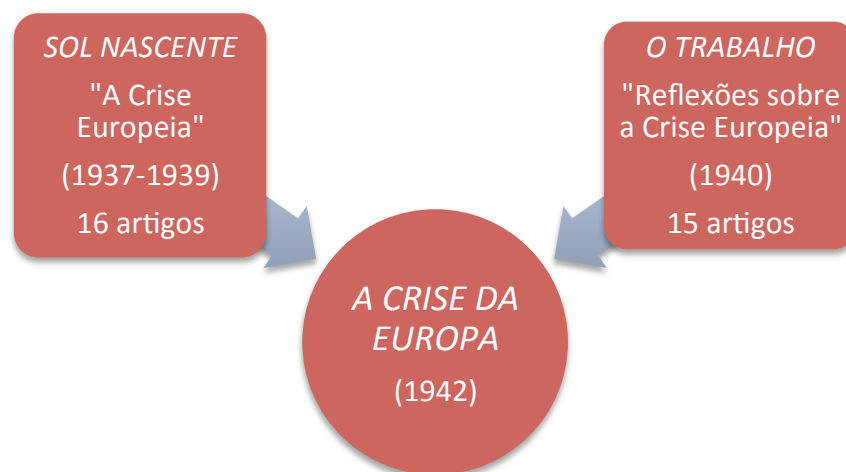 SOL NASCENTE
"A Crise
Europeia"
(1937-1939)
16 artigos
O TRABALHO
"Reflexões sobre
a Crise Europeia"
(1940)
15 artigos
A CRISE DA
EUROPA
(1942)